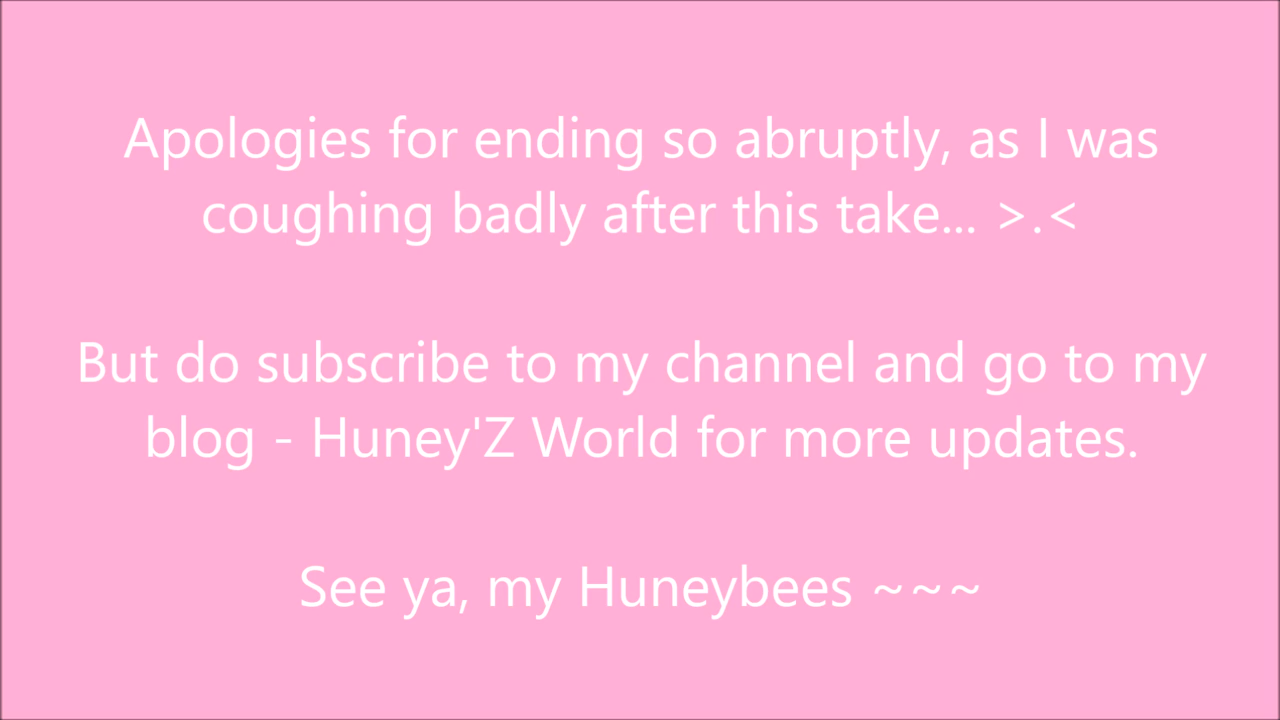 Apologies for ending so abruptly, as I was
coughing badly after this take... >.<
But do subscribe to my channel and go to my
blog - Huney'Z World for more updates.
See ya, my Huneybees ~~~